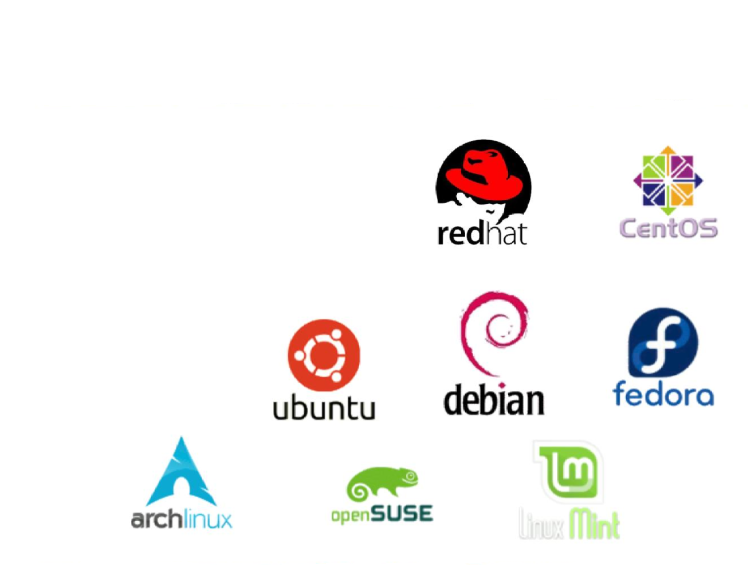 redhat
CentOS
ubuntu
debian
fedora
archlinux
openSUSE
Linux Mint